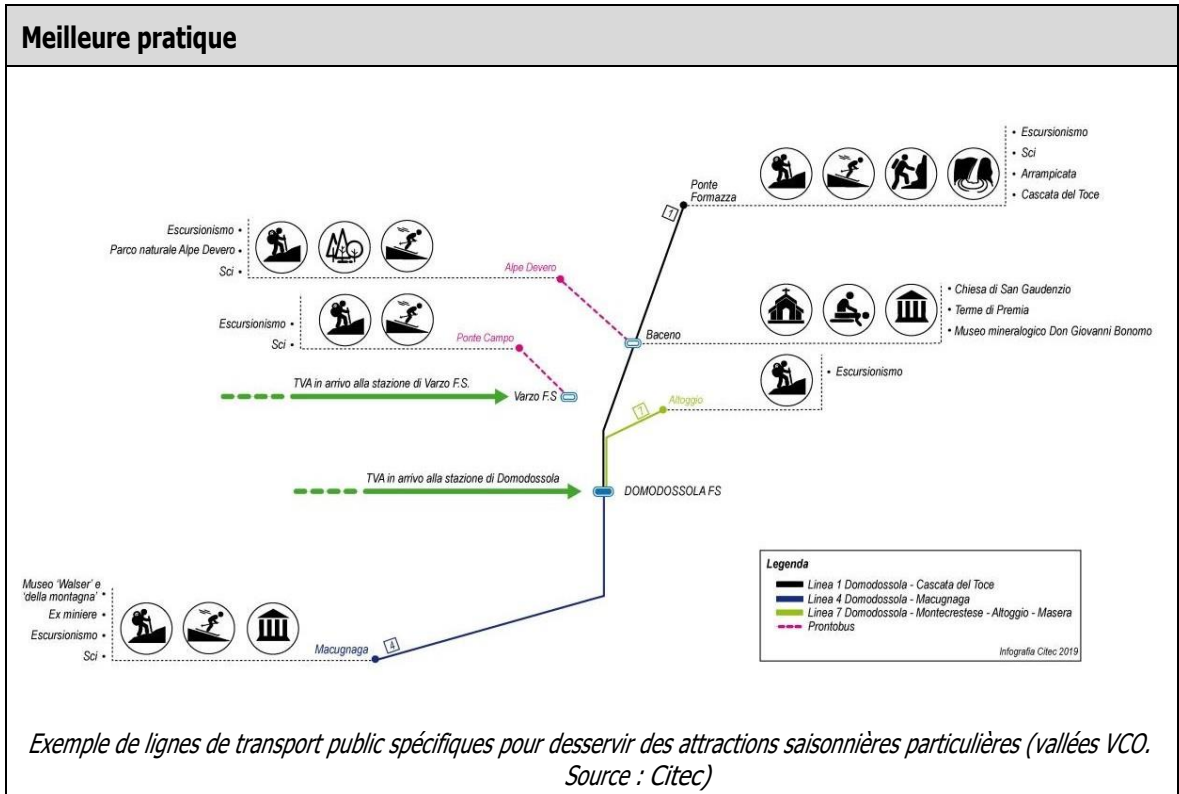 Meilleure pratique
• Escursionismo
• Sci
• Arrampicata
• Cascata del Toce
Ponte
Formazza
1
Escursionismo •
Parco naturale Alpe Devero •
Sci •
Alpe Devero
• Chiesa di San Gaudenzio
• Terme di Premia
• Museo mineralogico Don Giovanni Bonomo
Baceno
Escursionismo •
Sci •
Ponte Campo
• Escursionismo
TVA in arrivo alla stazione di Varzo F.S.
Varzo F.S
7
Altoggio
TVA in arrivo alla stazione di Domodossola
DOMODOSSOLA FS
Museo 'Walser' e
'della montagna' •
Ex miniere •
Escursionismo •
Sci •
Macugnaga
4
Legenda
Linea 1 Domodossola - Cascata del Toce
Linea 4 Domodossola - Macugnaga
Linea 7 Domodossola - Montecrestese - Altoggio - Masera
Prontobus
Infografia Citec 2019
Exemple de lignes de transport public spécifiques pour desservir des attractions saisonnières particulières (vallées VCO.
Source : Citec)